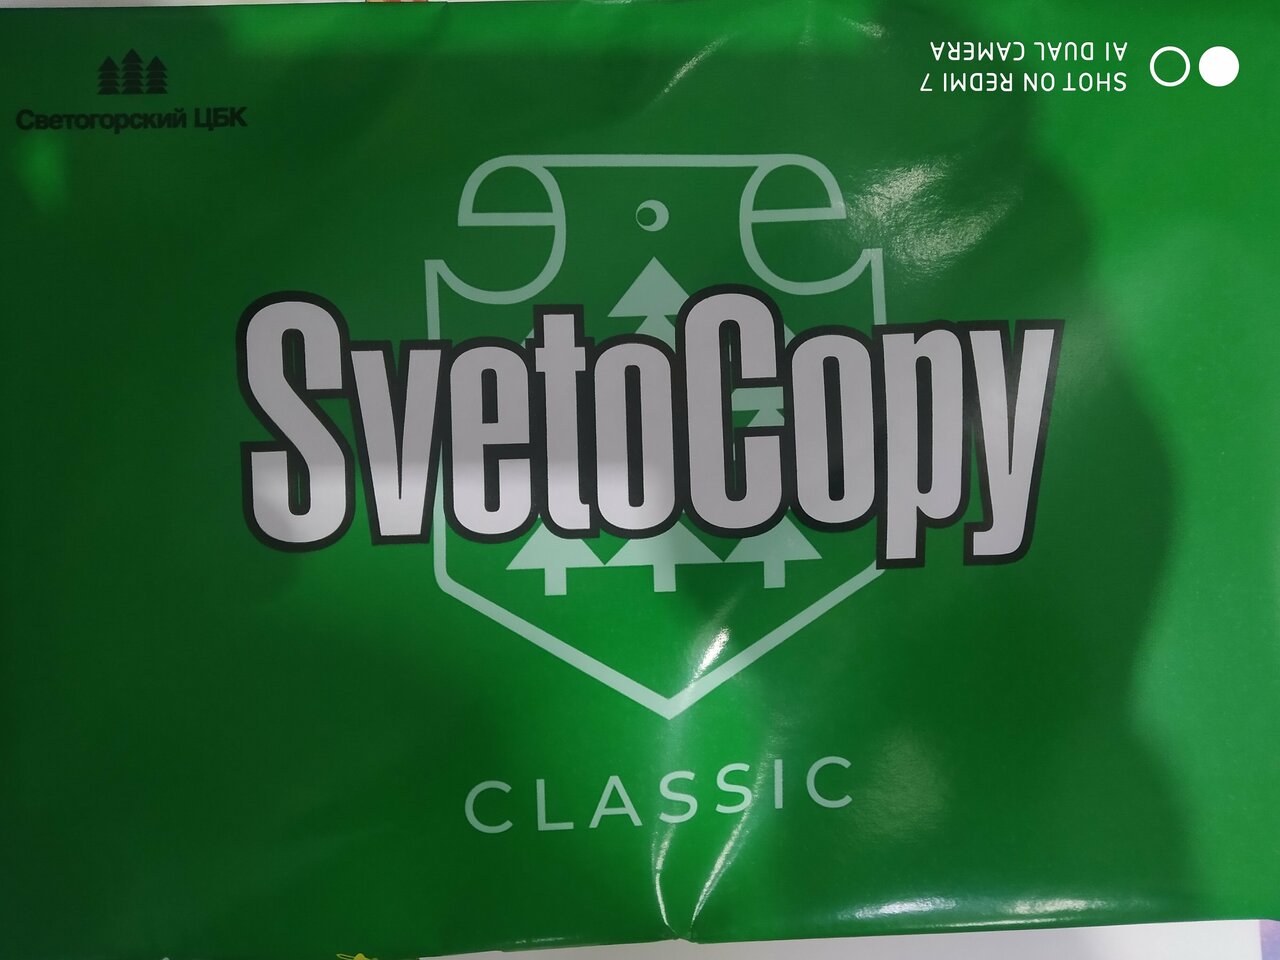 Светогорский ЦБК
SvetoCopy
CLASSIC
SHOT ON REDMI 7
AI DUAL CAMERA